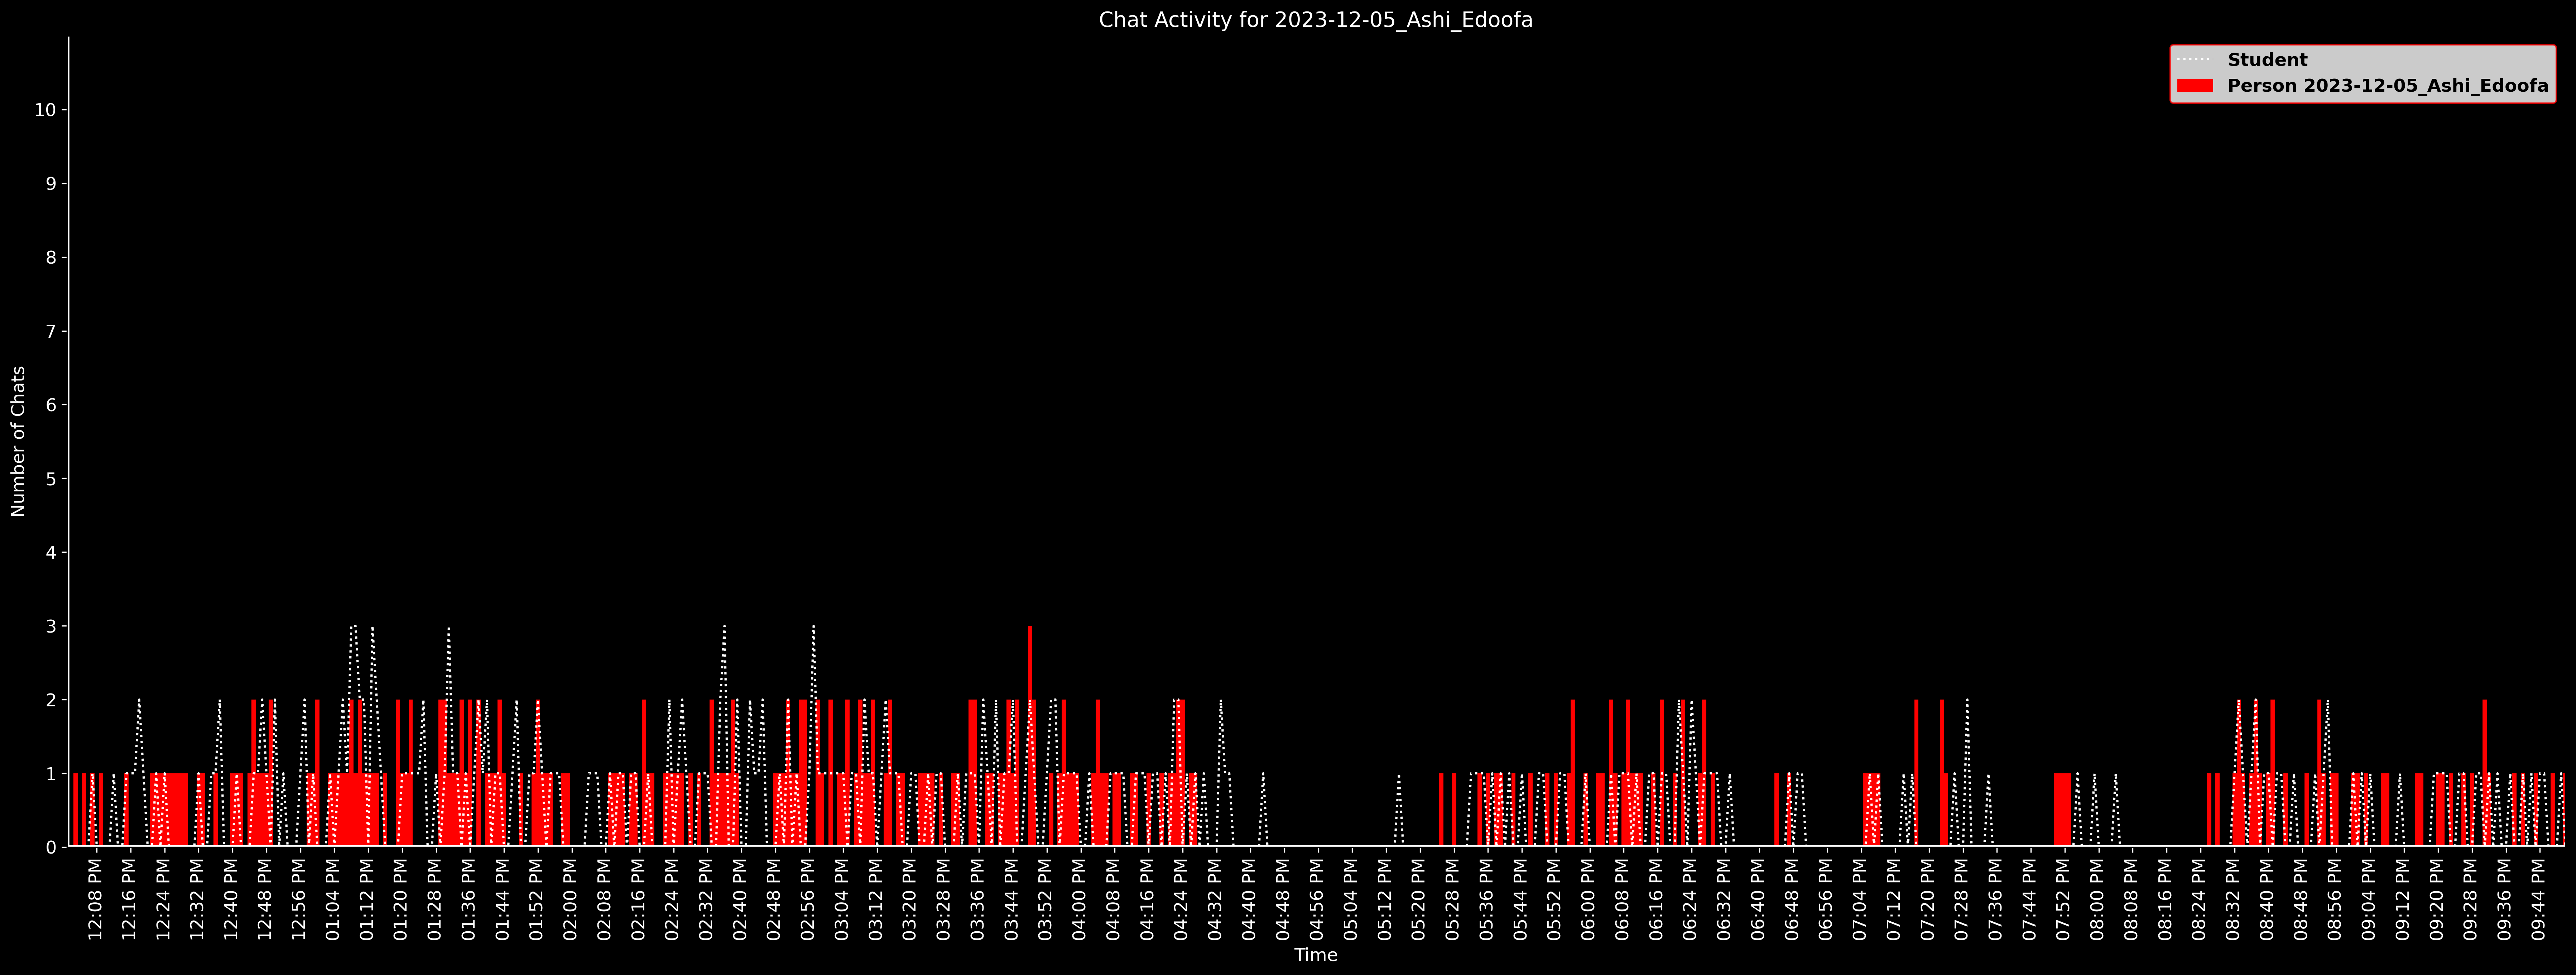 Chat Activity for 2023-12-05_Ashi_Edoofa
Student
Person 2023-12-05_Ashi_Edoofa
Number of Chats
10
9
8
7
6
5
4
3
2
1
0
12:08 PM
12:16 PM
12:24 PM
12:32 PM
12:40 PM
12:48 PM
12:56 PM
01:04 PM
01:12 PM
01:20 PM
01:28 PM
01:36 PM
01:44 PM
01:52 PM
02:00 PM
02:08 PM
02:16 PM
02:24 PM
02:32 PM
02:40 PM
02:48 PM
02:56 PM
03:04 PM
03:12 PM
03:20 PM
03:28 PM
03:36 PM
03:44 PM
03:52 PM
04:00 PM
04:08 PM
04:16 PM
04:24 PM
04:32 PM
04:40 PM
04:48 PM
04:56 PM
05:04 PM
05:12 PM
05:20 PM
05:28 PM
05:36 PM
05:44 PM
05:52 PM
06:00 PM
06:08 PM
06:16 PM
06:24 PM
06:32 PM
06:40 PM
06:48 PM
06:56 PM
07:04 PM
07:12 PM
07:20 PM
07:28 PM
07:36 PM
07:44 PM
07:52 PM
08:00 PM
08:08 PM
08:16 PM
08:24 PM
08:32 PM
08:40 PM
08:48 PM
08:56 PM
09:04 PM
09:12 PM
09:20 PM
09:28 PM
09:36 PM
09:44 PM
Time